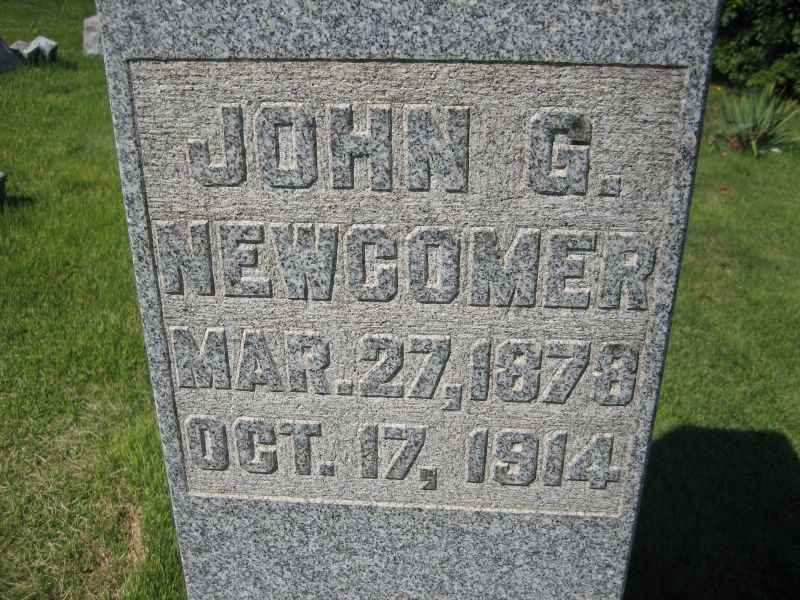 JOHN G.
NEWCOMER
MAR. 27, 1878
OCT. 17, 1914